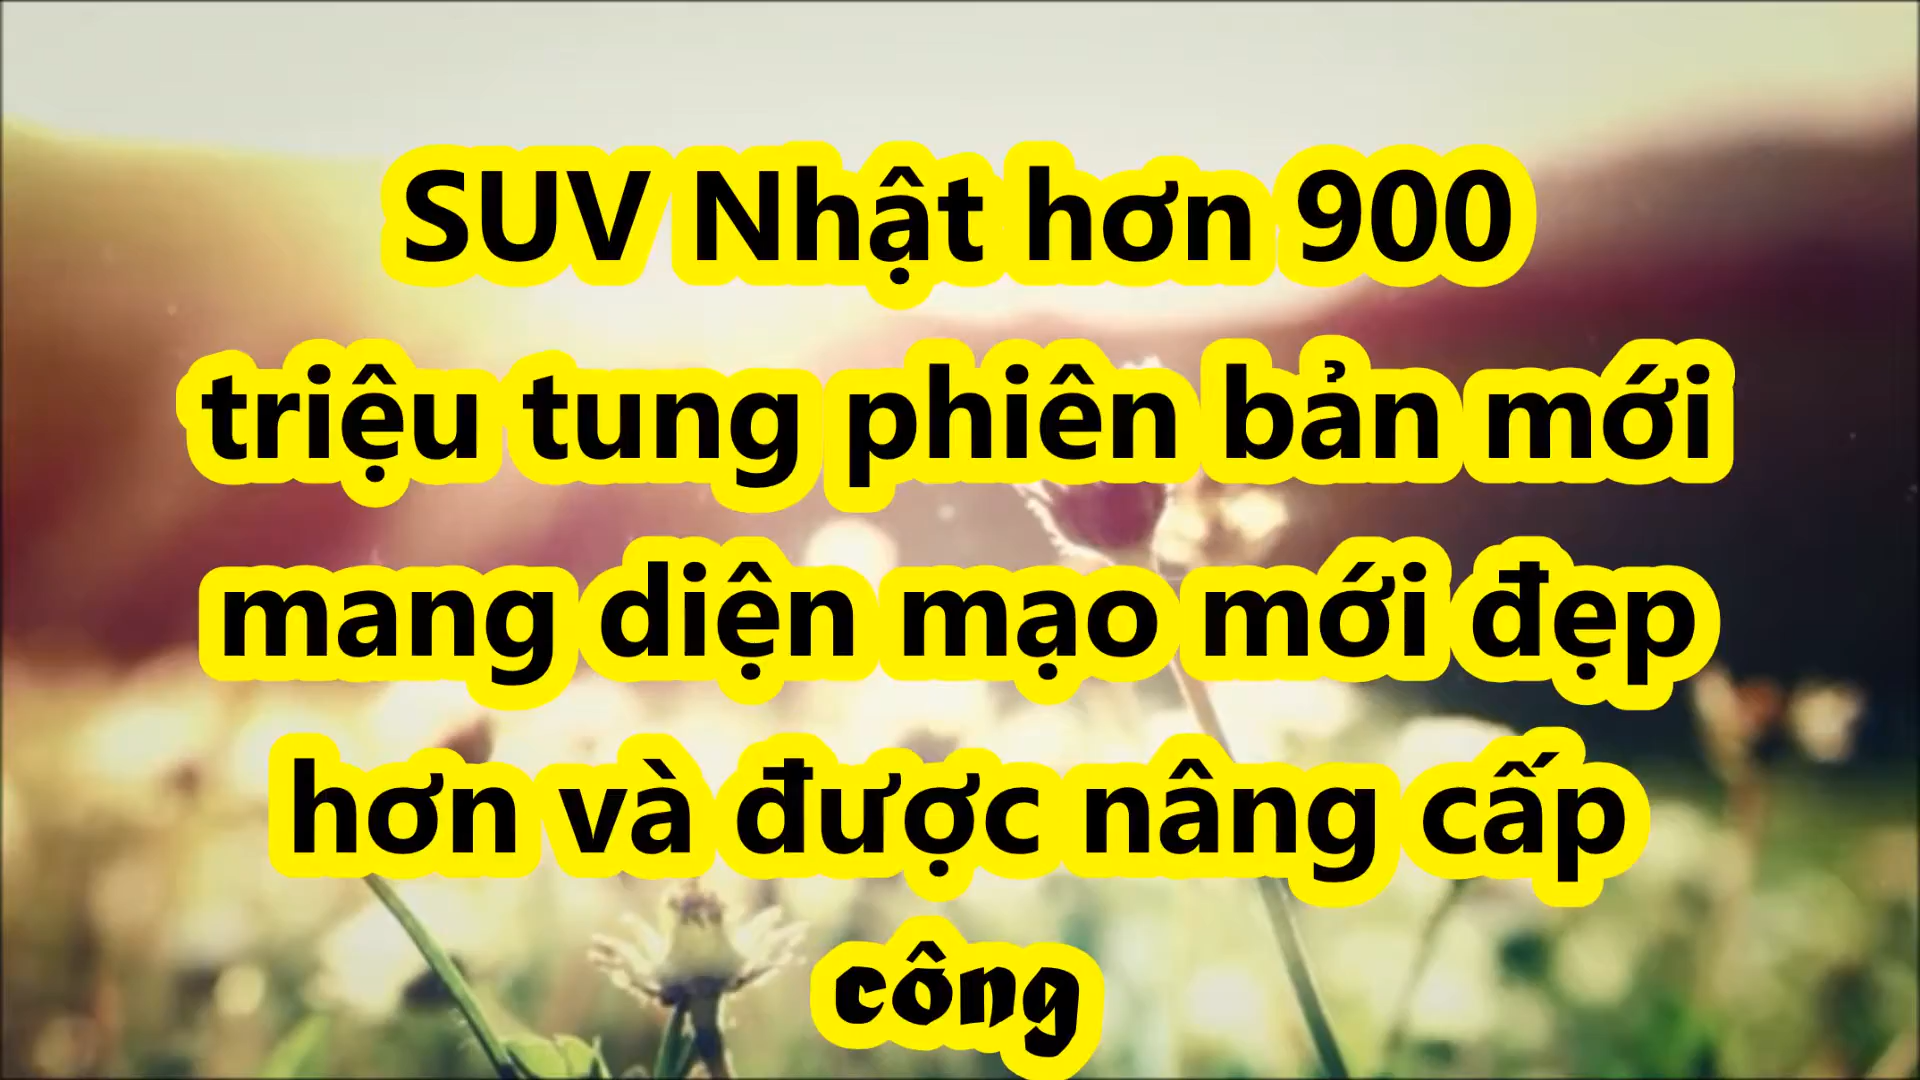 SUV Nhật hơn 900
triệu tung phiên bản mới
mang diện mạo mới đẹp
hơn và được nâng cấp
công